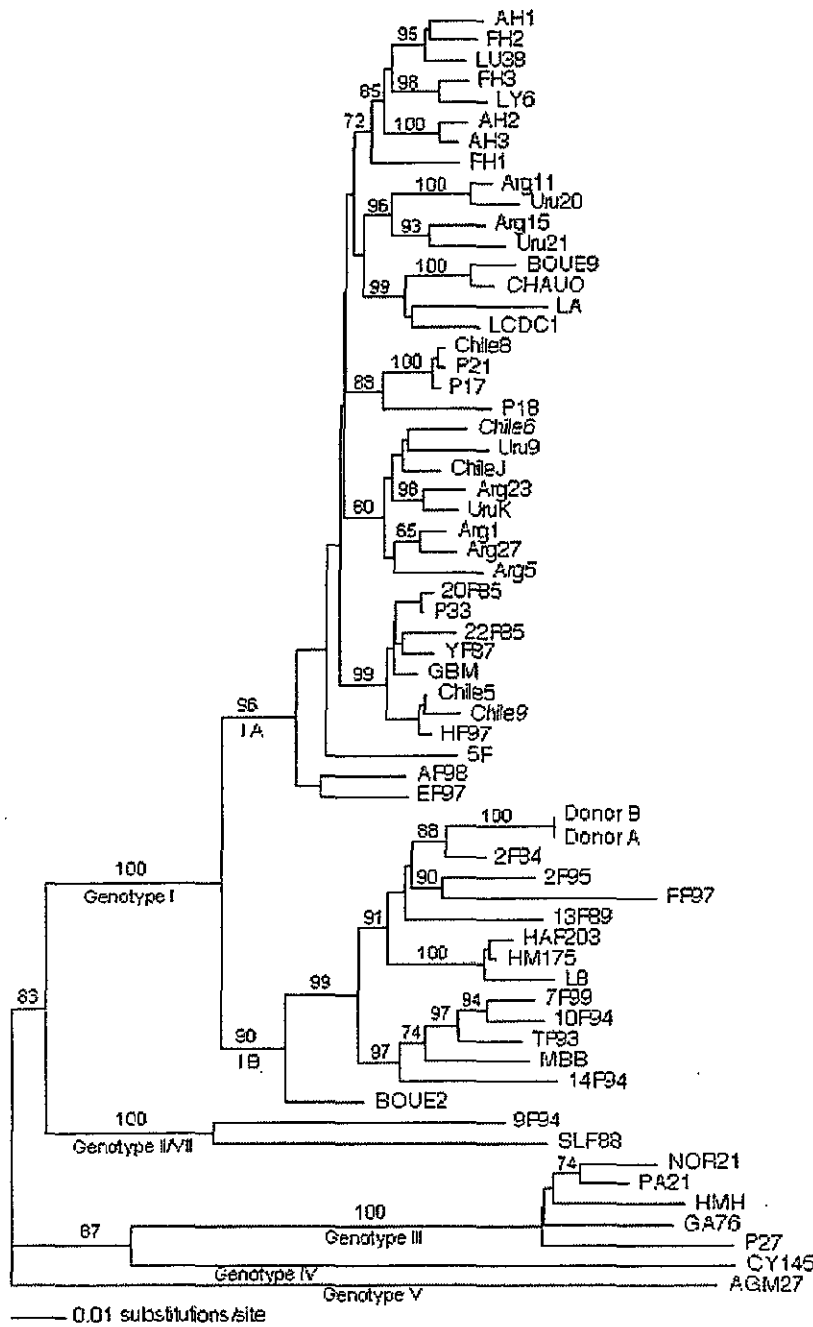 AH1
95
FH2
LU38
FH3
85
98
LY6
72
AH2
100
AH3
FH1
100
Arg11
Uru20
96
Arg15
93
Uru21
100
BOUE9
CHAUO
99
LA
LCDC1
Chile8
100
P21
P17
88
P18
Chile6
Uru9
ChileJ
98
Arg23
UruK
60
65
Arg1
Arg27
Arg5
20F85
P33
22F85
YF87
99
GBM
Chile5
Chile9
96
HF97
I A
5F
AF98
EF97
100
Donor B
88
Donor A
2F84
100
90
2F95
Genotype I
FF97
91
13F89
HAF203
100
HM175
LB
99
94
7F99
83
97
10F94
90
74
TF93
I B
97
MBB
14F94
BOUE2
100
9F94
Genotype II/VII
SLF88
74
NOR21
PA21
HMH
100
GA76
67
Genotype III
P27
CY145
Genotype IV
AGM27
Genotype V
0.01 substitutions/site